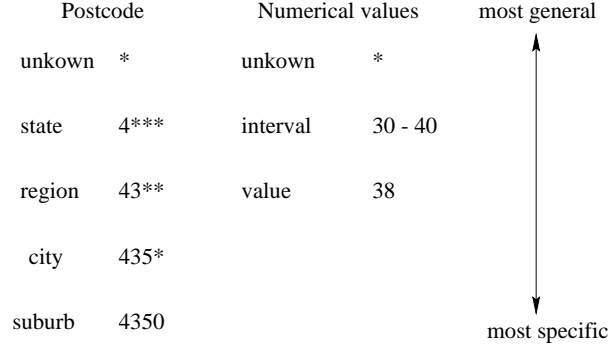 Postcode Numerical values most general
unkown * unkown *
state 4*** interval 30 - 40
region 43** value 38
city 435*
suburb 4350
most specific